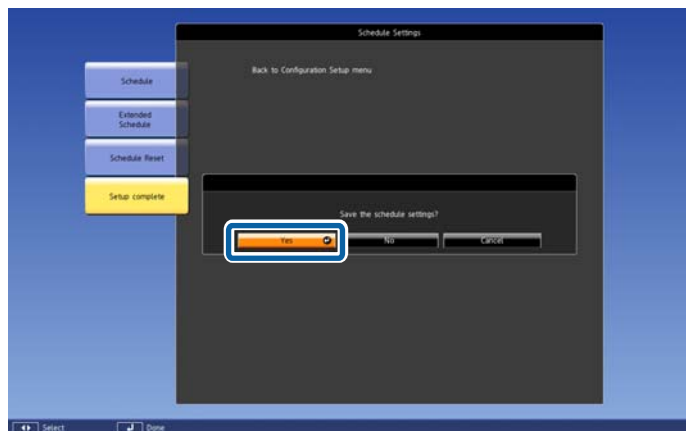 Schedule Settings
Back to Configuration Setup menu
Schedule
Extended
Schedule
Schedule Reset
Setup complete
Save the schedule settings?
Yes No Cancel
Select Done